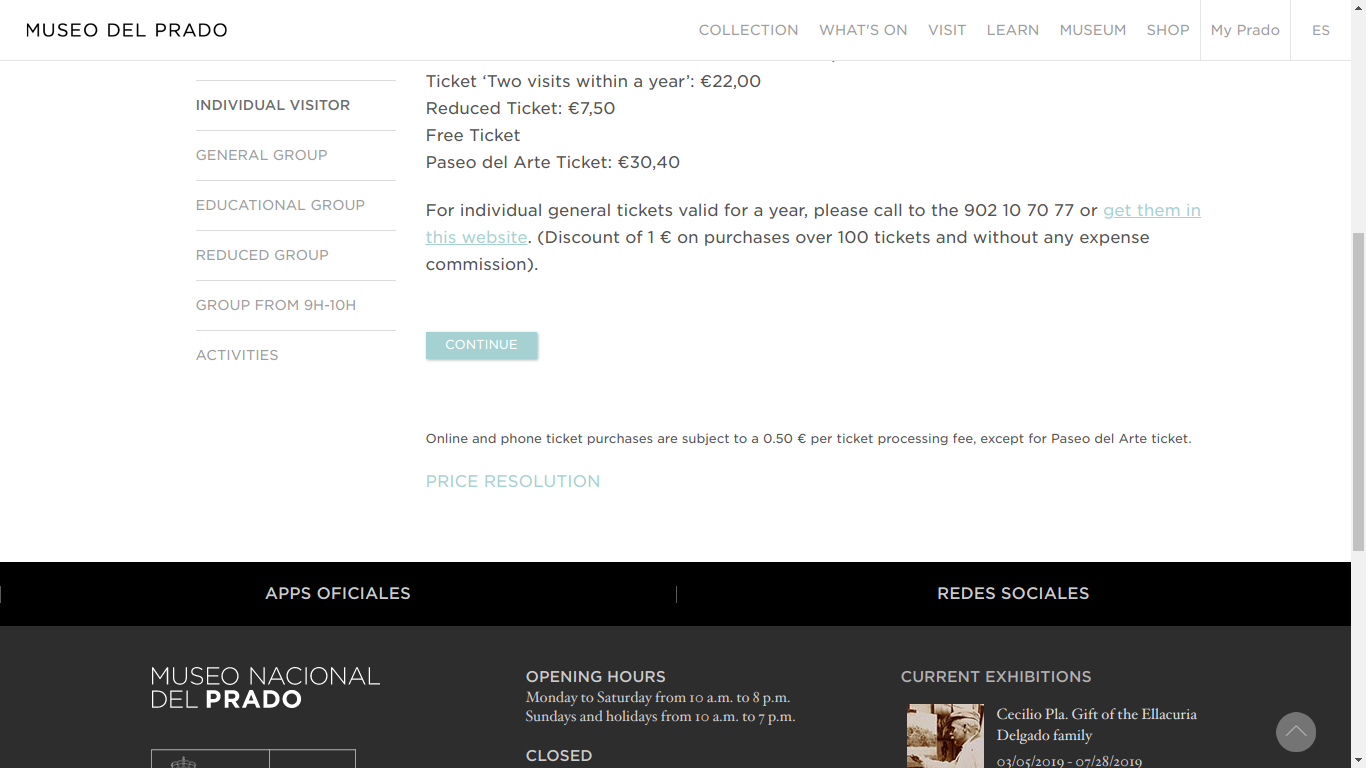 MUSEO DEL PRADO
COLLECTION
WHAT'S ON
VISIT
LEARN
MUSEUM
SHOP
My Prado
ES
INDIVIDUAL VISITOR
GENERAL GROUP
EDUCATIONAL GROUP
REDUCED GROUP
GROUP FROM 9H-10H
ACTIVITIES
Ticket ‘Two visits within a year’: €22,00
Reduced Ticket: €7,50
Free Ticket
Paseo del Arte Ticket: €30,40
For individual general tickets valid for a year, please call to the 902 10 70 77 or get them in
this website. (Discount of 1 € on purchases over 100 tickets and without any expense
commission).
CONTINUE
Online and phone ticket purchases are subject to a 0.50 € per ticket processing fee, except for Paseo del Arte ticket.
PRICE RESOLUTION
APPS OFICIALES
REDES SOCIALES
MUSEO NACIONAL
DEL PRADO
OPENING HOURS
Monday to Saturday from 10 a.m. to 8 p.m.
Sundays and holidays from 10 a.m. to 7 p.m.
CLOSED
CURRENT EXHIBITIONS
Cecilio Pla. Gift of the Ellacuria
Delgado family
03/05/2019 - 07/28/2019